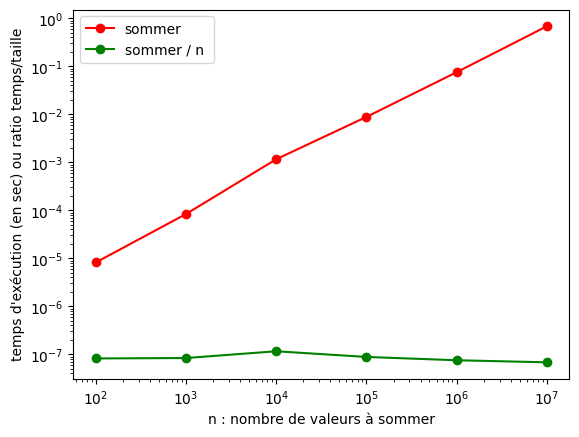 sommer
sommer / n
temps d'exécution (en sec) ou ratio temps/taille
10⁰
10⁻¹
10⁻²
10⁻³
10⁻⁴
10⁻⁵
10⁻⁶
10⁻⁷
10² 10³ 10⁴ 10⁵ 10⁶ 10⁷
n : nombre de valeurs à sommer